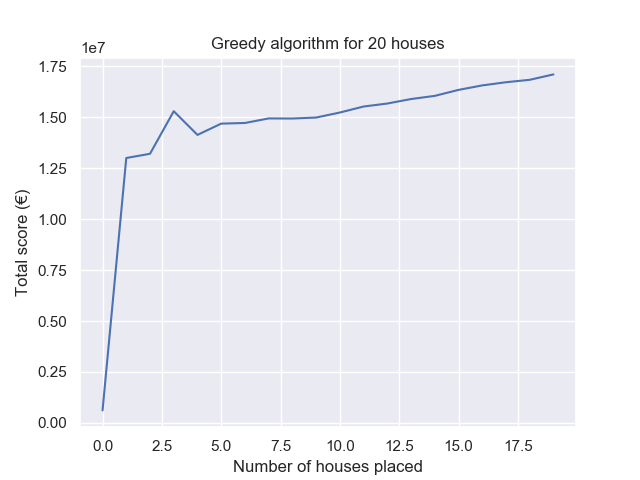 Greedy algorithm for 20 houses
1e7
1.75
1.50
1.25
1.00
0.75
0.50
0.25
0.00
Total score (€)
0.0 2.5 5.0 7.5 10.0 12.5 15.0 17.5
Number of houses placed